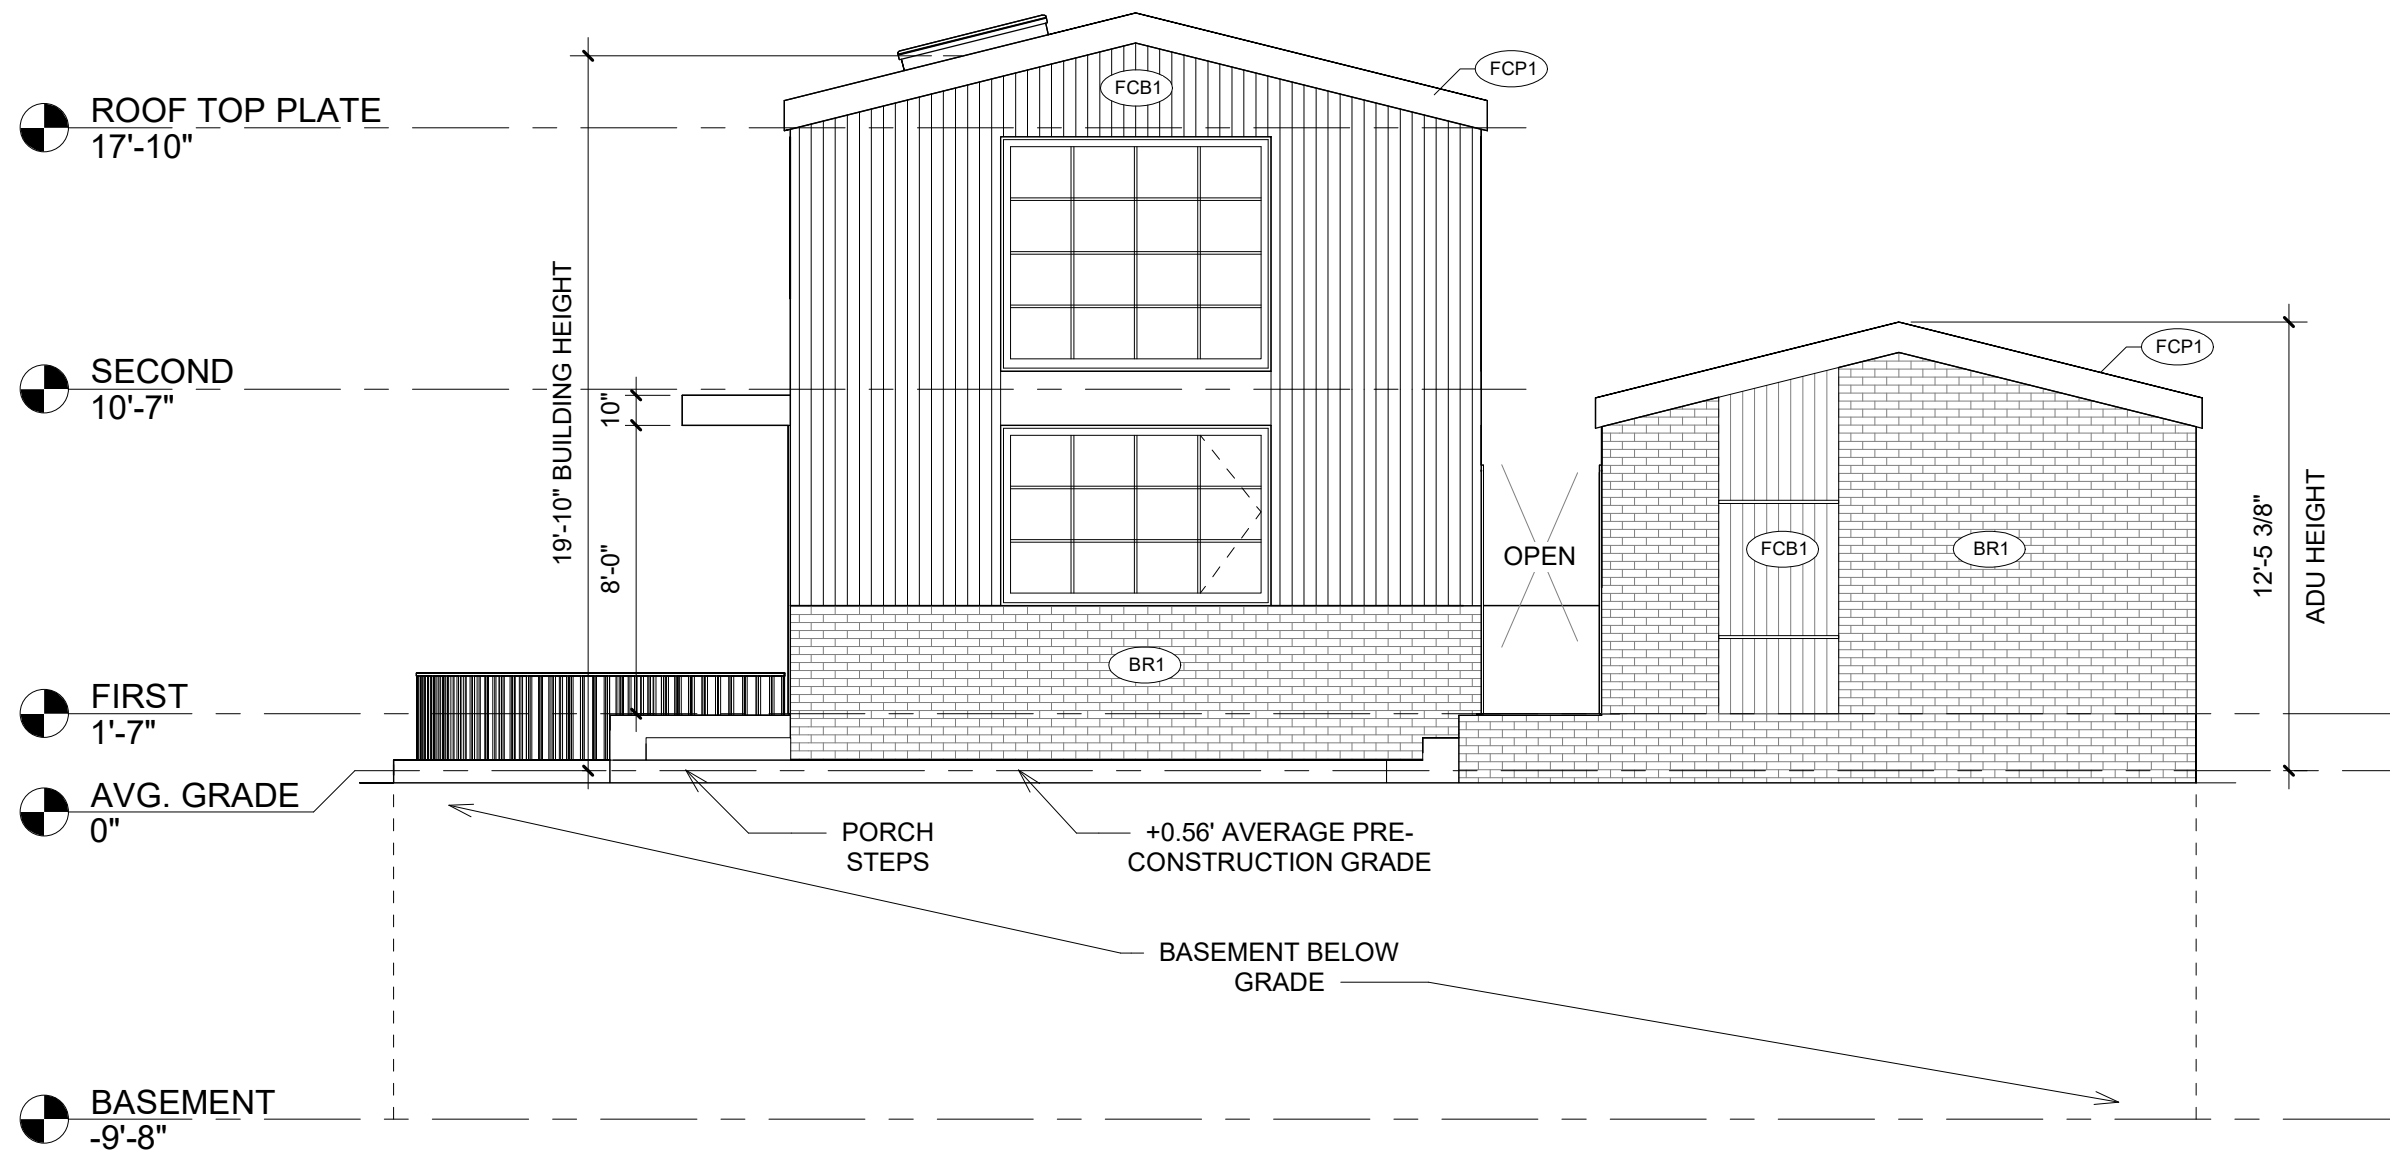 FCP1
FCB1
ROOF TOP PLATE
17'-10"
19'-10" BUILDING HEIGHT
FCP1
SECOND
10'-7"
10"
8'-0"
OPEN
FCB1
BR1
12'-5 3/8"
ADU HEIGHT
BR1
FIRST
1'-7"
AVG. GRADE
0"
PORCH
STEPS
+0.56' AVERAGE PRE-
CONSTRUCTION GRADE
BASEMENT BELOW
GRADE
BASEMENT
-9'-8"